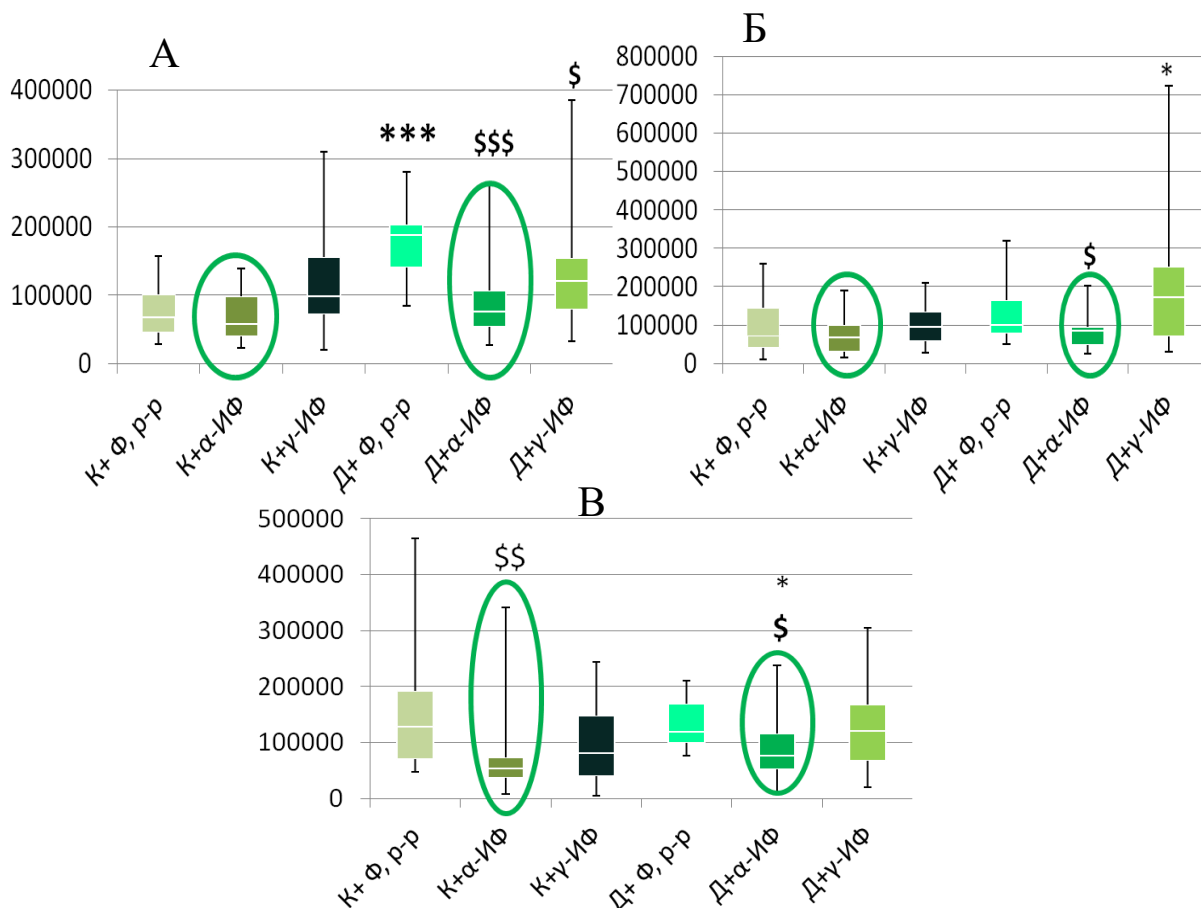 А
400000
300000
200000
100000
0
***
$$$
$
К+ Ф, р-р
К+α-ИФ
К+γ-ИФ
Д+ Ф, р-р
Д+α-ИФ
Д+γ-ИФ
Б
800000
700000
600000
500000
400000
300000
200000
100000
0
$
*
К+ Ф, р-р
К+α-ИФ
К+γ-ИФ
Д+ Ф, р-р
Д+α-ИФ
Д+γ-ИФ
В
500000
400000
300000
200000
100000
0
$$
*
$
К+ Ф, р-р
К+α-ИФ
К+γ-ИФ
Д+ Ф, р-р
Д+α-ИФ
Д+γ-ИФ